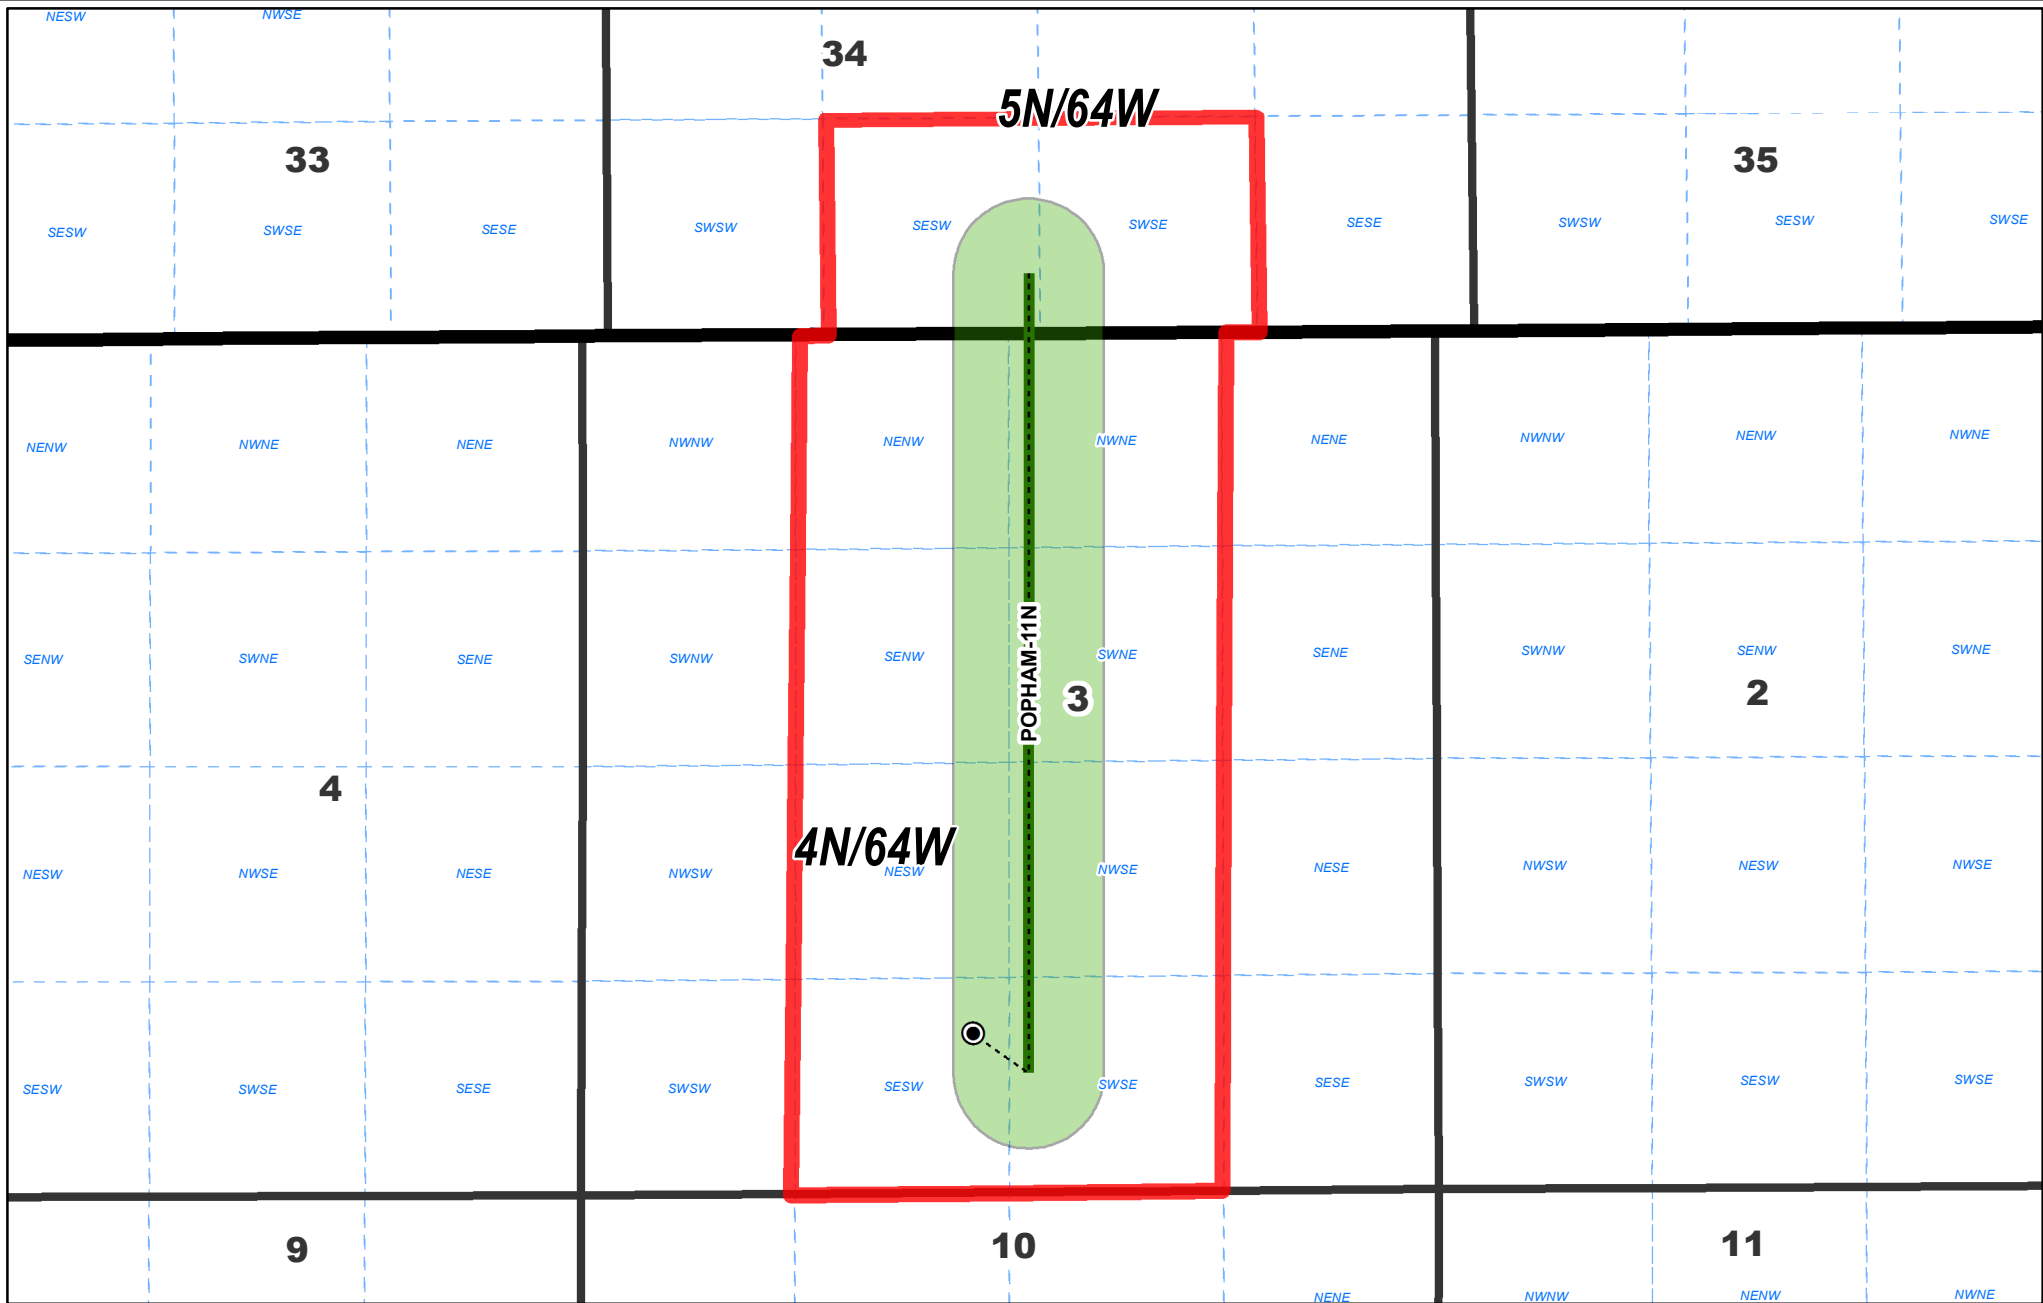 NESW NWSE
34
5N/64W
33 35
SESW SWSE SESE SWSW SESW SWSE SESE SWSW SESW SWSE
NENW NWNE NENE NWNW NENW NWNE NENE NWNW NENW NWNE
SENW SWNE SENE SWNW SENW SWNE SENE SWNW SENW SWNE
POPHAM-11N
3 2
4
4N/64W
NESW NWSE NESE NWSW NESW NWSE NESE NWSW NESW NWSE
SESW SWSE SESE SWSW SESW SWSE SESE SWSW SESW SWSE
9 10 11
NENE NWNW NENW NWNE